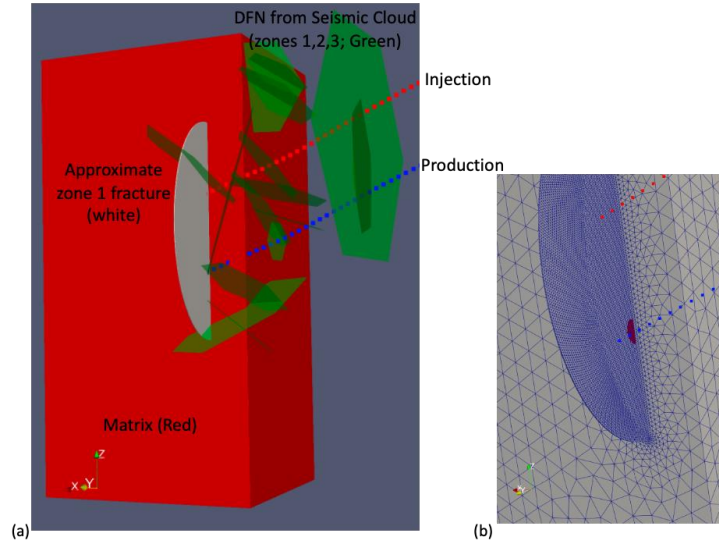 DFN from Seismic Cloud
(zones 1,2,3; Green)
Injection
Production
Approximate
zone 1 fracture
(white)
Matrix (Red)
Z
X
Y
(a)
(b)